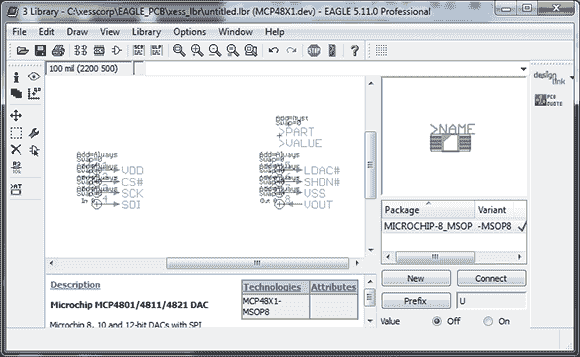 3 Library - C:\xesscorp\EAGLE_PCB\xess_lbr\untitled.lbr (MCP48X1.dev) - EAGLE 5.11.0 Professional
File Edit Draw View Library Options Window Help
100 mil (2200 500)
design link
PCB QUOTE
>PART
>VALUE
>NAME
VDD
CS#
SCK
SDI
LDAC#
SHDN#
VSS
VOUT
Package Variant
MICROCHIP-8_MSOP -MSOP8
New Connect
Prefix U
Value Off On
Description
Microchip MCP4801/4811/4821 DAC
Microchip 8, 10 and 12-bit DACs with SPI
Technologies Attributes
MCP48X1-
MSOP8